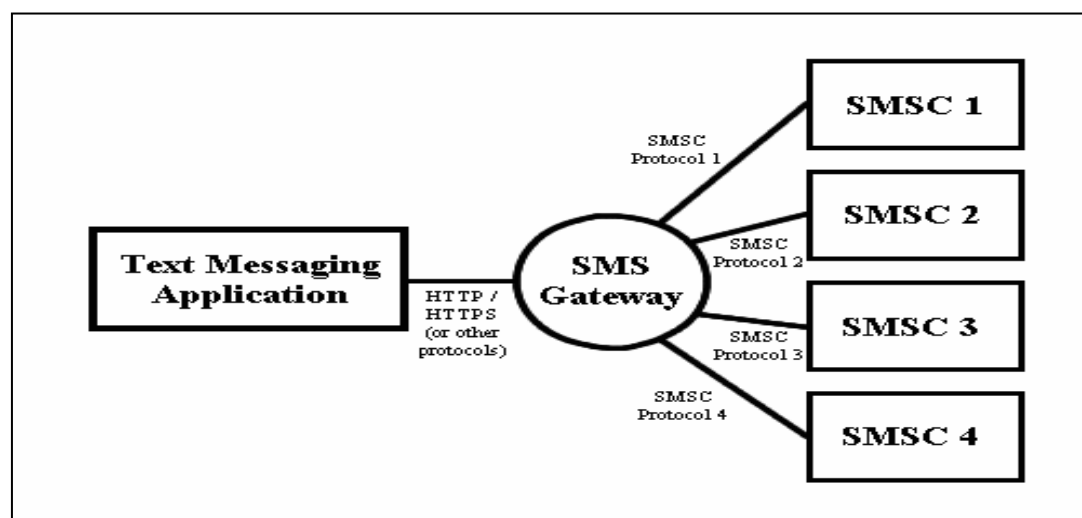 SMSC 1
SMSC
Protocol 1
SMSC 2
SMSC
Protocol 2
Text Messaging
Application
HTTP /
HTTPS
(or other
protocols)
SMS
Gateway
SMSC 3
SMSC
Protocol 3
SMSC
Protocol 4
SMSC 4